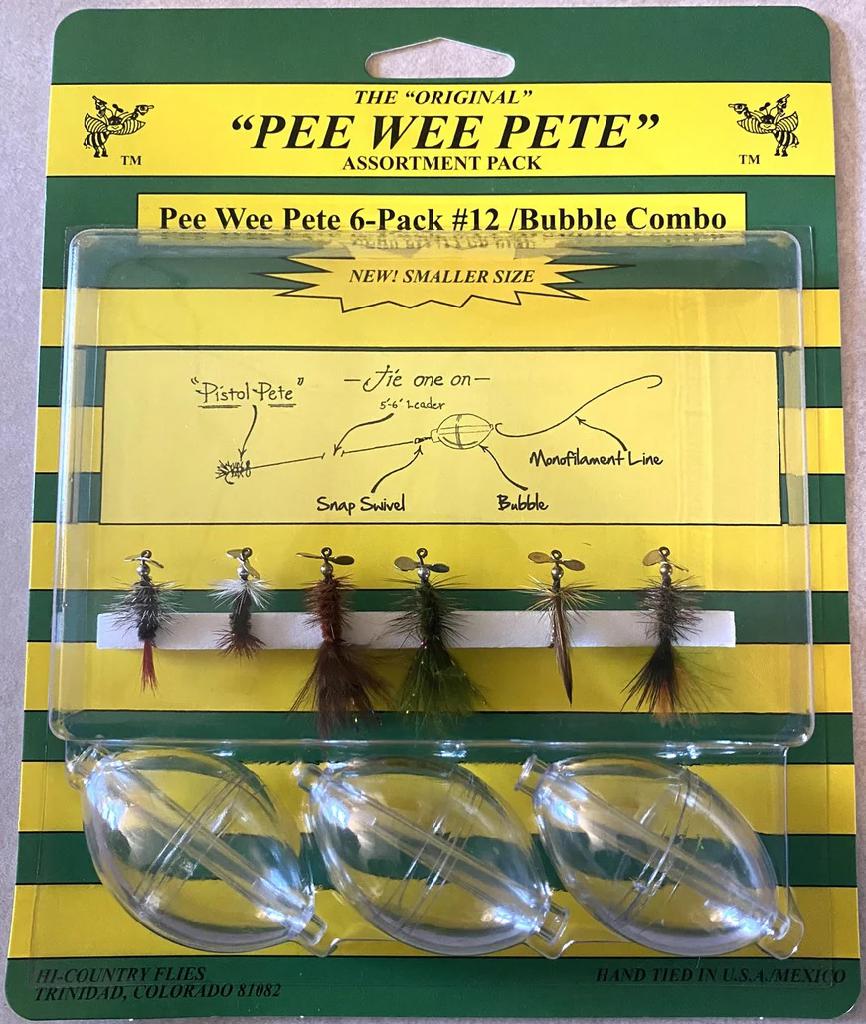 THE "ORIGINAL"
"PEE WEE PETE"
TM
TM
ASSORTMENT PACK
Pee Wee Pete 6-Pack #12 /Bubble Combo
NEW! SMALLER SIZE
"Pistol Pete"
- Tie one on -
5'-6' Leader
Monofilament Line
Snap Swivel
Bubble
HI-COUNTRY FLIES
TRINIDAD, COLORADO 81082
HAND TIED IN U.S.A./MEXICO